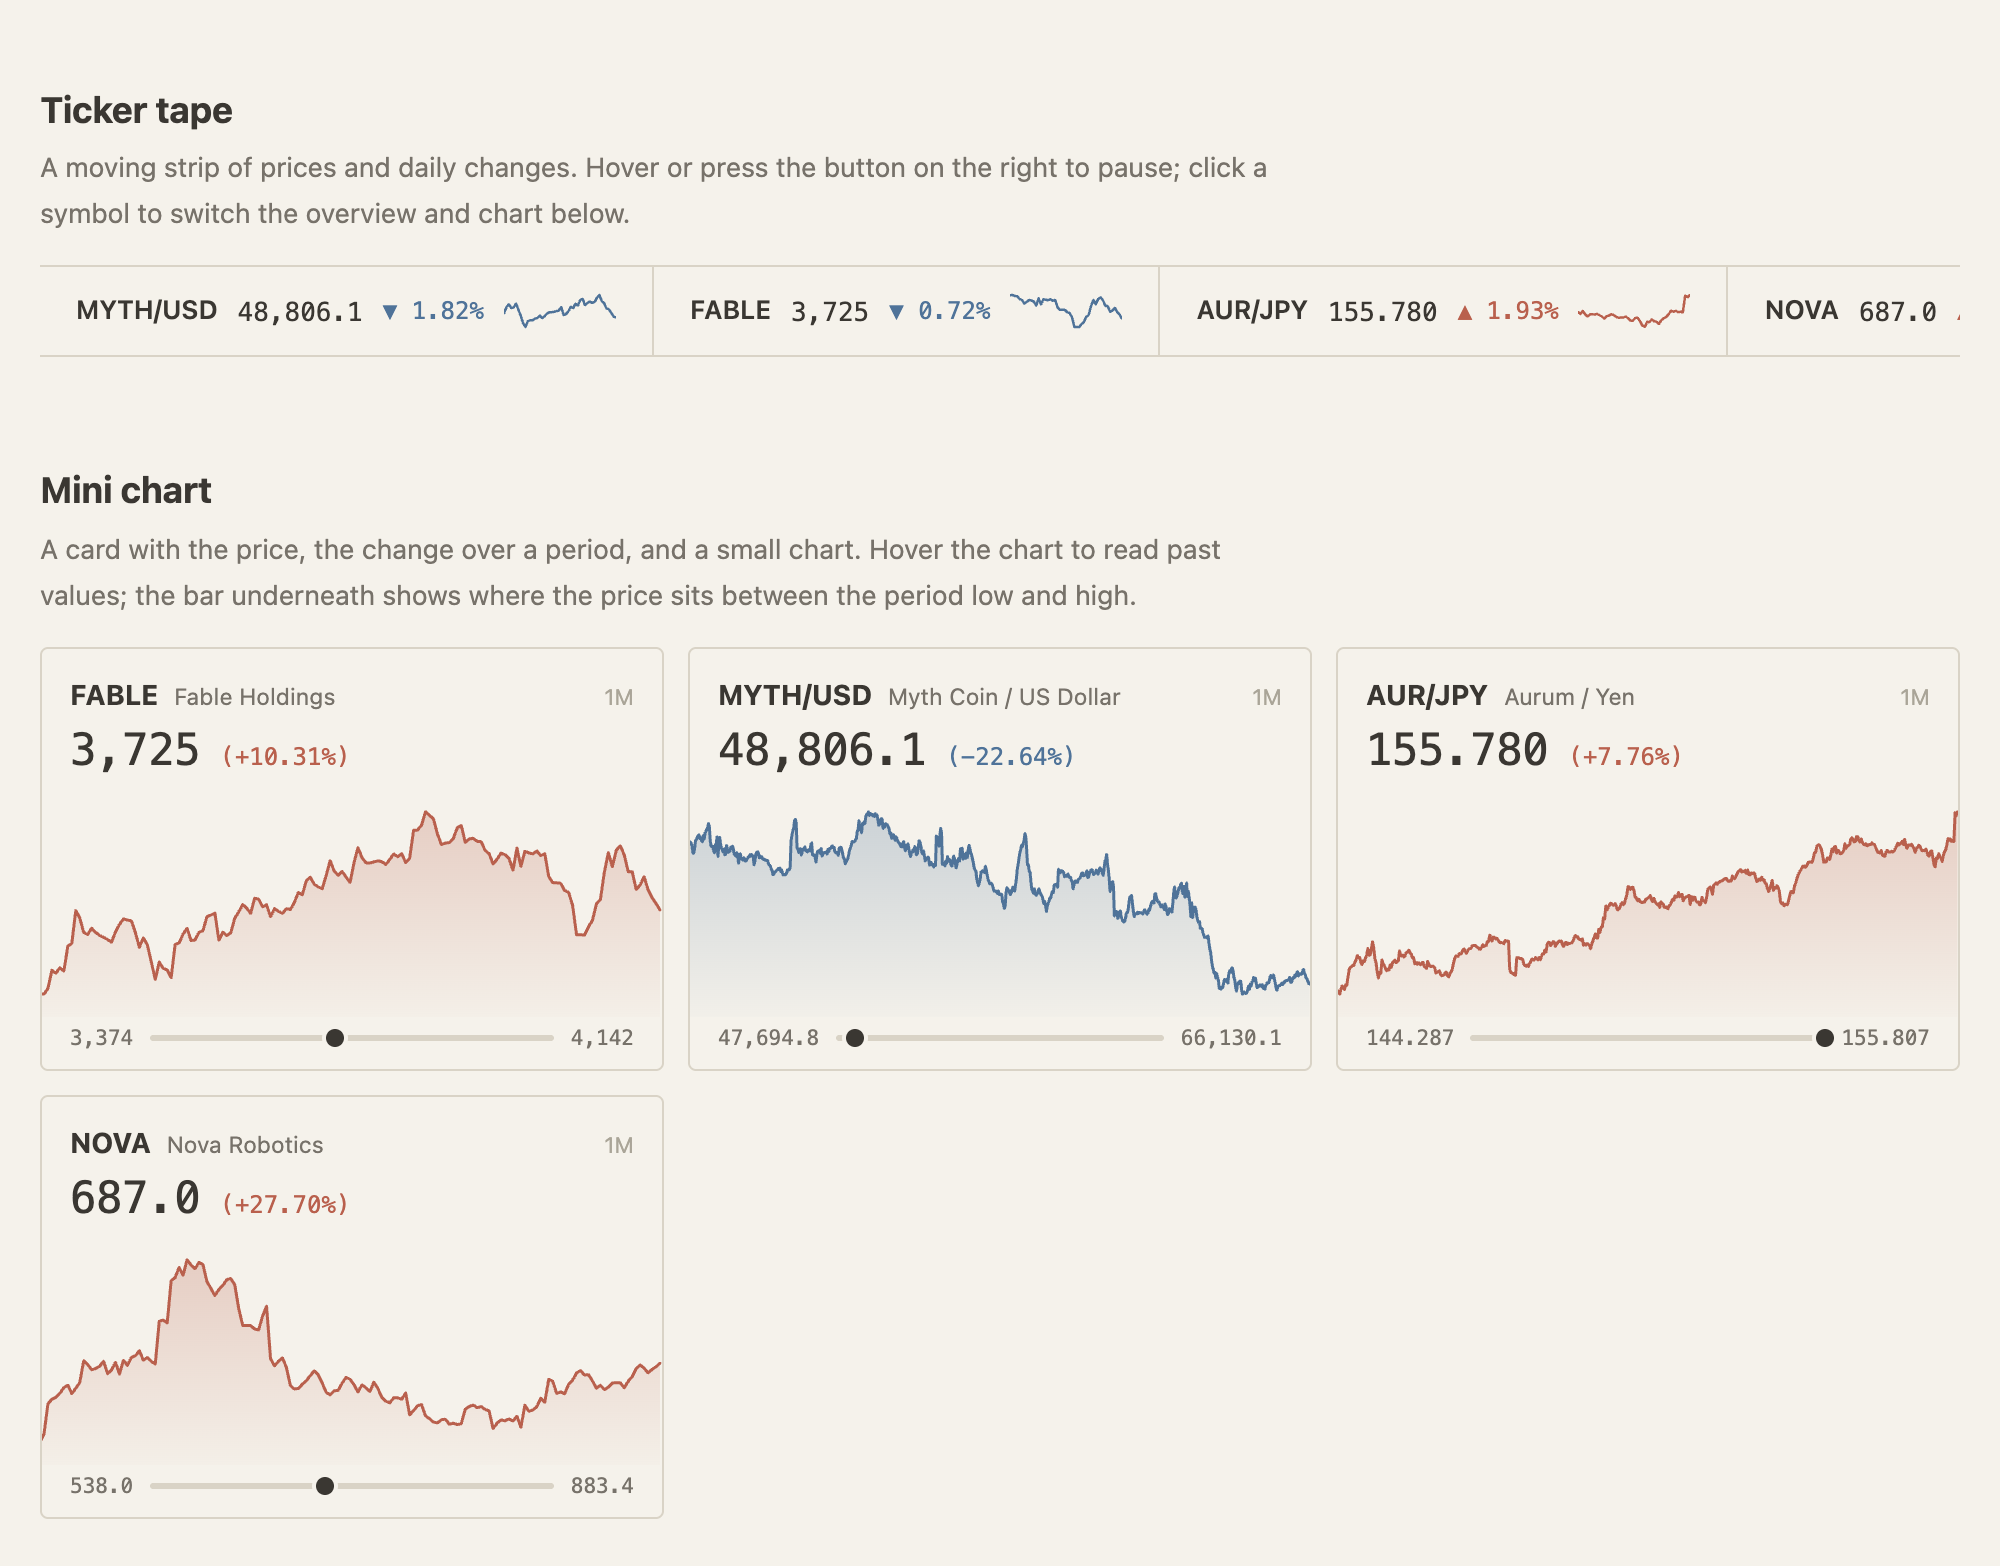 Ticker tape
A moving strip of prices and daily changes. Hover or press the button on the right to pause; click a
symbol to switch the overview and chart below.
MYTH/USD 48,806.1 ▼ 1.82%
FABLE 3,725 ▼ 0.72%
AUR/JPY 155.780 ▲ 1.93%
NOVA 687.0
Mini chart
A card with the price, the change over a period, and a small chart. Hover the chart to read past
values; the bar underneath shows where the price sits between the period low and high.
FABLE Fable Holdings 1M
3,725 (+10.31%)
3,374 4,142
MYTH/USD Myth Coin / US Dollar 1M
48,806.1 (−22.64%)
47,694.8 66,130.1
AUR/JPY Aurum / Yen 1M
155.780 (+7.76%)
144.287 155.807
NOVA Nova Robotics 1M
687.0 (+27.70%)
538.0 883.4